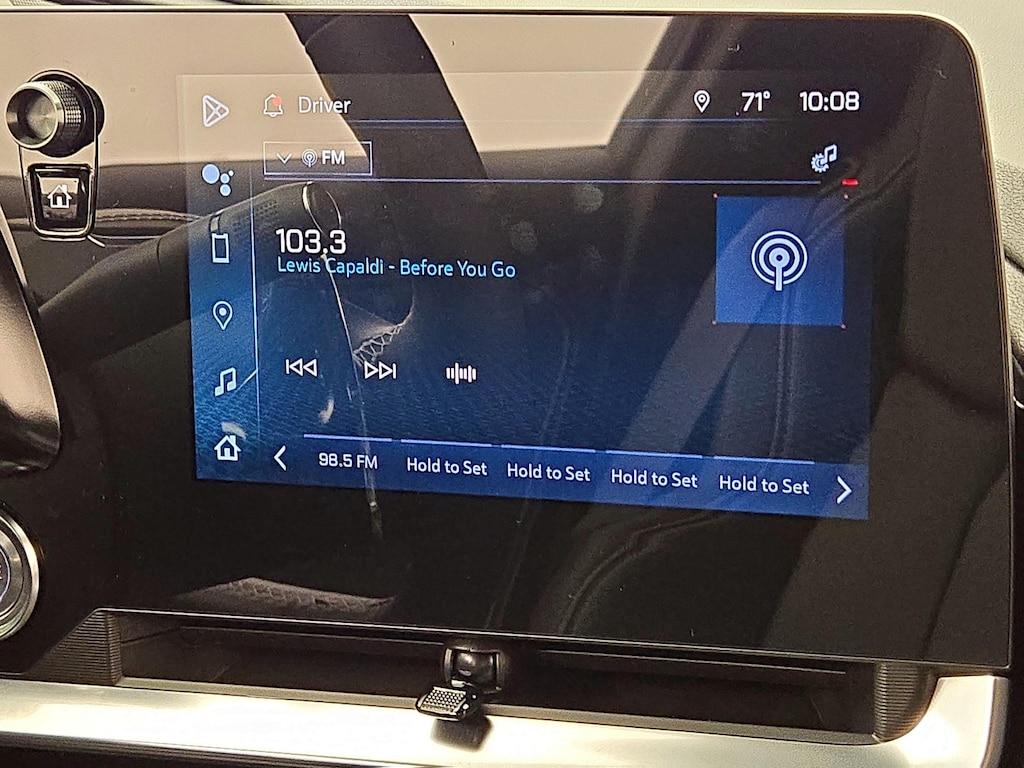 Driver
71° 10:08
FM
103.3
Lewis Capaldi - Before You Go
98.5 FM Hold to Set Hold to Set Hold to Set Hold to Set